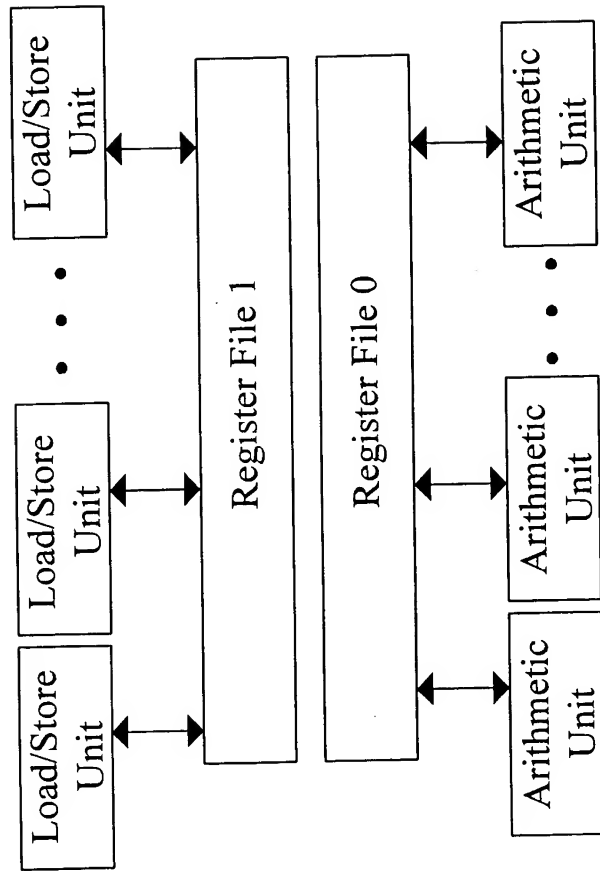 Load/Store
Unit
Load/Store
Unit
Load/Store
Unit
Register File 1
Register File 0
Arithmetic
Unit
Arithmetic
Unit
Arithmetic
Unit